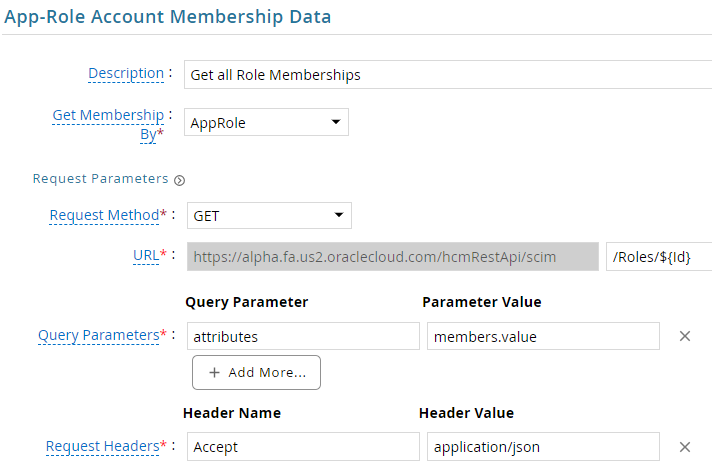 App-Role Account Membership Data
Description : Get all Role Memberships
Get Membership By* : AppRole
Request Parameters
Request Method* : GET
URL* : https://alpha.fa.us2.oraclecloud.com/hcmRestApi/scim /Roles/${Id}
Query Parameter Parameter Value
Query Parameters* : attributes members.value
+ Add More...
Header Name Header Value
Request Headers* : Accept application/json